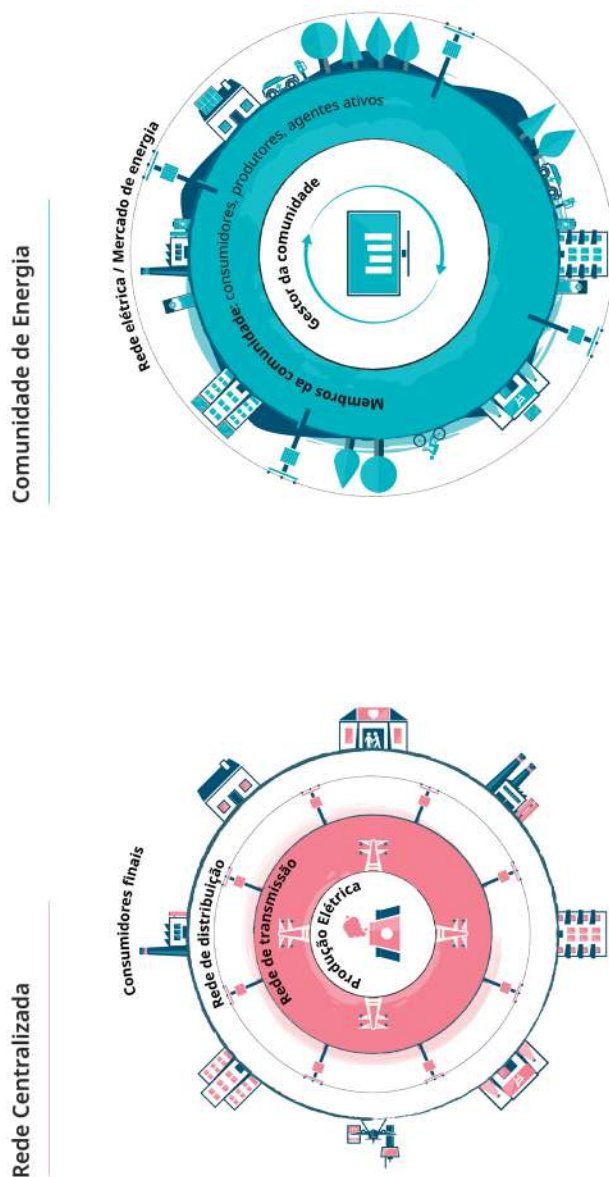 Rede Centralizada
Consumidores finais
Rede de distribuição
Rede de transmissão
Produção Elétrica
Comunidade de Energia
Rede elétrica / Mercado de energia
Membros da comunidade: consumidores, produtores, agentes ativos
Gestor da comunidade